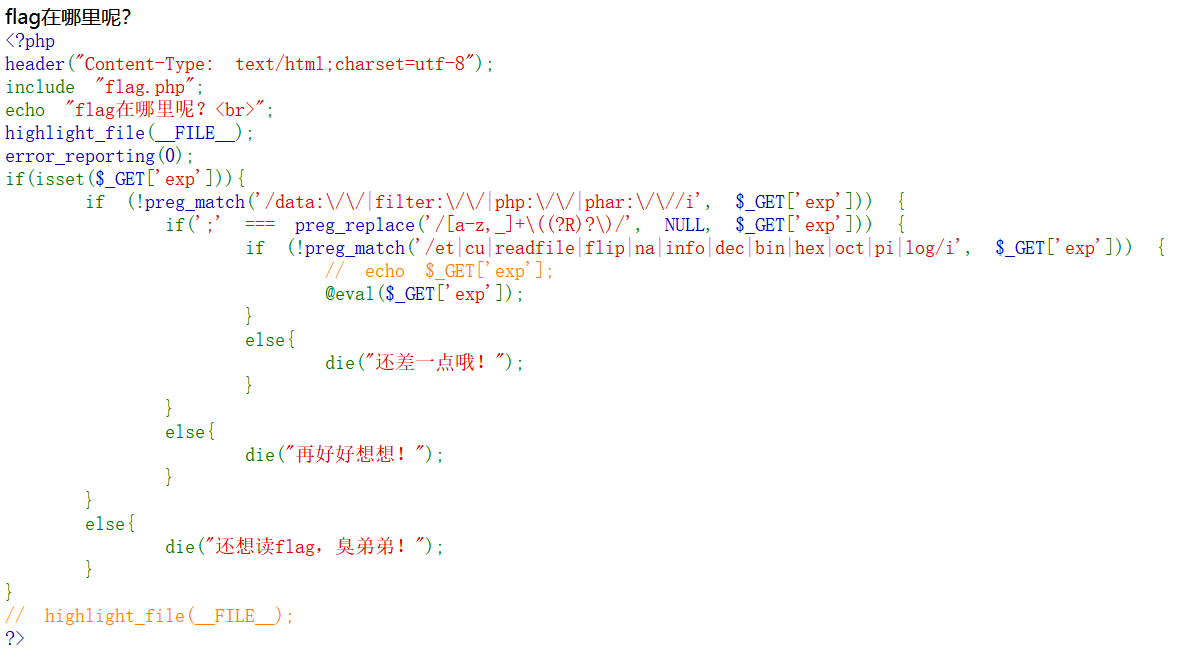 flag在哪里呢？
<?php
header("Content-Type:  text/html;charset=utf-8");
include  "flag.php";
echo  "flag在哪里呢？<br>";
highlight_file(__FILE__);
error_reporting(0);
if(isset($_GET['exp'])){
        if  (!preg_match('/data:\/\/|filter:\/\/|php:\/\/|phar:\/\//i',  $_GET['exp']))  {
                if(';'  ===  preg_replace('/[a-z,_]+\((?R)?\)/',  NULL,  $_GET['exp']))  {
                        if  (!preg_match('/et|cu|readfile|flip|na|info|dec|bin|hex|oct|pi|log/i',  $_GET['exp']))  {
                                //  echo  $_GET['exp'];
                                @eval($_GET['exp']);
                        }
                        else{
                                die("还差一点哦！");
                        }
                }
                else{
                        die("再好好想想！");
                }
        }
        else{
                die("还想读flag，臭弟弟！");
        }
}
//  highlight_file(__FILE__);
?>